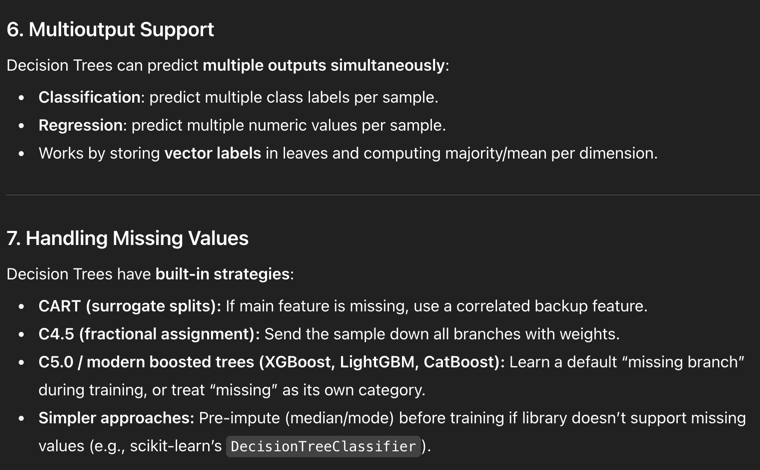 6. Multioutput Support
Decision Trees can predict multiple outputs simultaneously:
• Classification: predict multiple class labels per sample.
• Regression: predict multiple numeric values per sample.
• Works by storing vector labels in leaves and computing majority/mean per dimension.
7. Handling Missing Values
Decision Trees have built-in strategies:
• CART (surrogate splits): If main feature is missing, use a correlated backup feature.
• C4.5 (fractional assignment): Send the sample down all branches with weights.
• C5.0 / modern boosted trees (XGBoost, LightGBM, CatBoost): Learn a default “missing branch”
during training, or treat “missing” as its own category.
• Simpler approaches: Pre-impute (median/mode) before training if library doesn’t support missing
values (e.g., scikit-learn’s DecisionTreeClassifier).